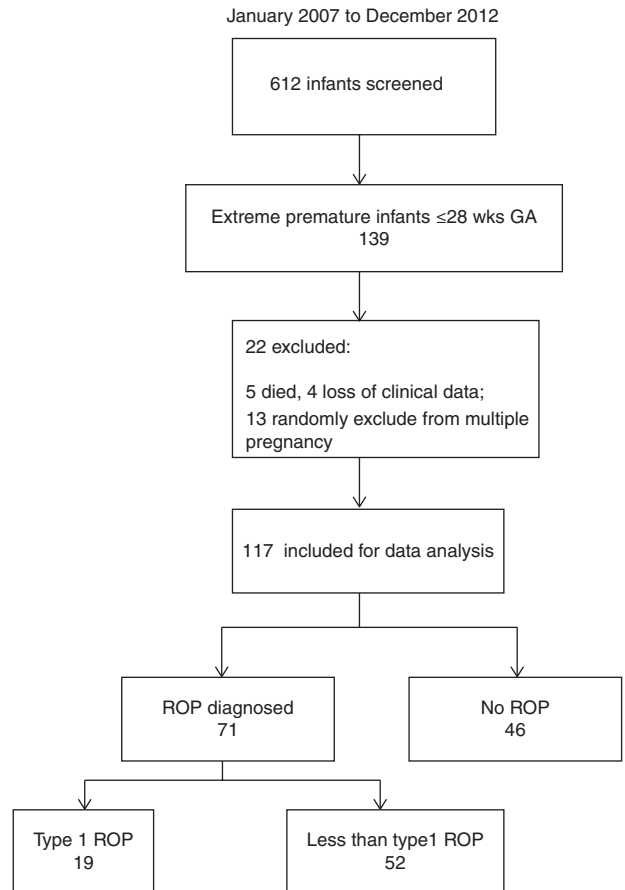 January 2007 to December 2012
612 infants screened
Extreme premature infants ≤28 wks GA
139
22 excluded:
5 died, 4 loss of clinical data;
13 randomly exclude from multiple
pregnancy
117 included for data analysis
ROP diagnosed
71
No ROP
46
Type 1 ROP
19
Less than type1 ROP
52